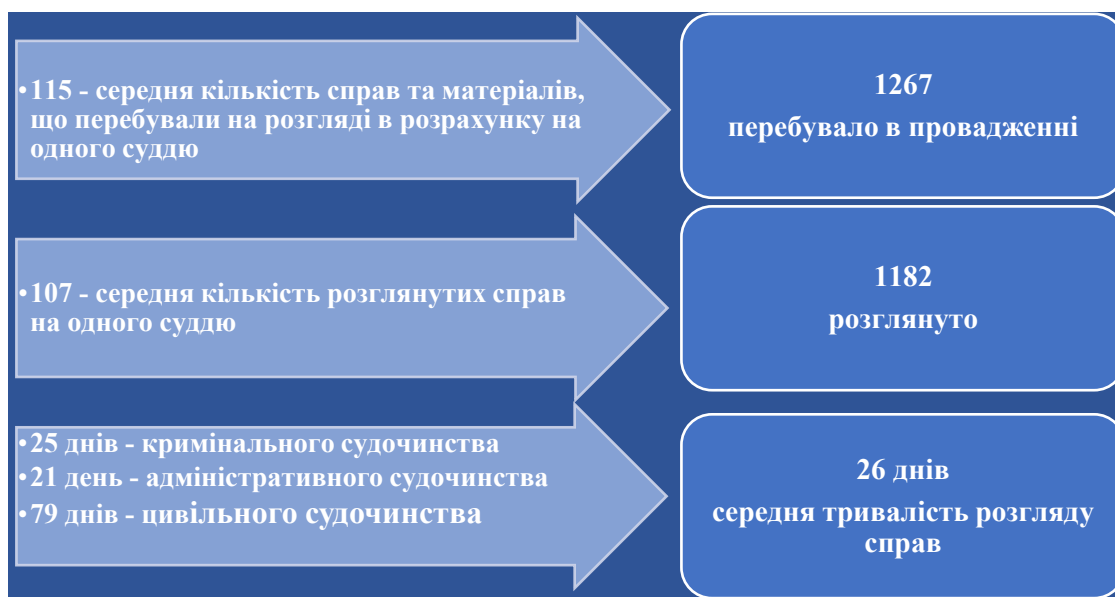 •115 - середня кількість справ та матеріалів,
що перебували на розгляді в розрахунку на
одного суддю
1267
перебувало в провадженні
•107 - середня кількість розглянутих справ
на одного суддю
1182
розглянуто
•25 днів - кримінального судочинства
•21 день - адміністративного судочинства
•79 днів - цивільного судочинства
26 днів
середня тривалість розгляду
справ